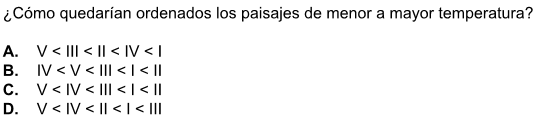 ¿Cómo quedarían ordenados los paisajes de menor a mayor temperatura?
A. V < III < II < IV < I
B. IV < V < III < I < II
C. V < IV < III < I < II
D. V < IV < II < I < III